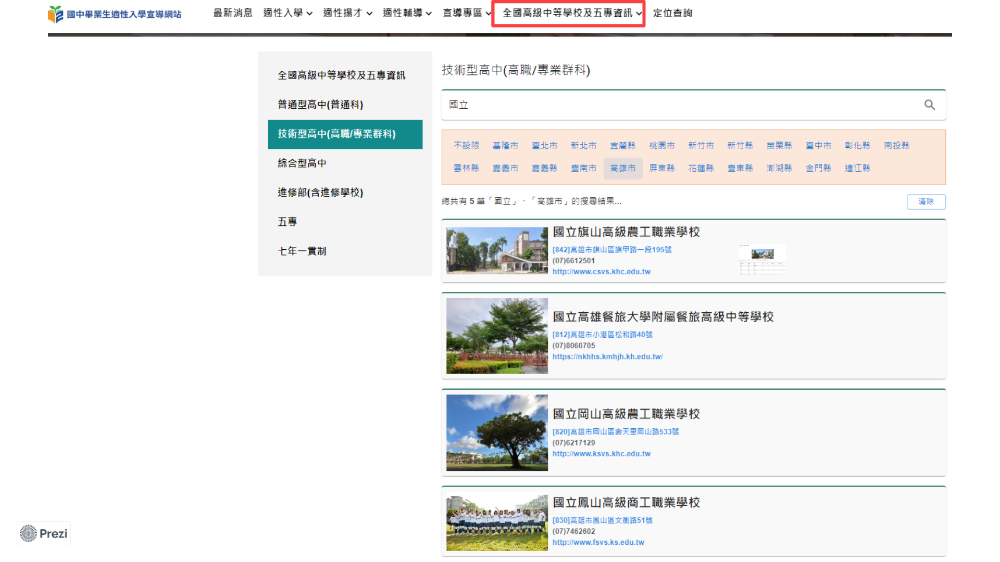 國中畢業生適性入學宣導網站
最新消息 適性入學 適性揚才 適性輔導 宣導專區 全國高級中等學校及五專資訊 定位查詢
全國高級中等學校及五專資訊
普通型高中(普通科)
技術型高中(高職/專業群科)
綜合型高中
進修部(含進修學校)
五專
七年一貫制
技術型高中(高職/專業群科)
國立
不設限 基隆市 臺北市 新北市 宜蘭縣 桃園市 新竹市 新竹縣 苗栗縣 臺中市 彰化縣 南投縣
雲林縣 嘉義市 嘉義縣 臺南市 高雄市 屏東縣 花蓮縣 臺東縣 澎湖縣 金門縣 連江縣
總共有 5 筆「國立」、「高雄市」的搜尋結果...
清除
國立旗山高級農工職業學校
[842]高雄市旗山區旗甲路一段195號
(07)6612501
http://www.csvs.khc.edu.tw
國立高雄餐旅大學附屬餐旅高級中等學校
[812]高雄市小港區松和路40號
(07)8060705
https://nkhhs.kmhjh.kh.edu.tw/
國立岡山高級農工職業學校
[820]高雄市岡山區壽天里岡山路533號
(07)6217129
http://www.ksvs.khc.edu.tw
國立鳳山高級商工職業學校
[830]高雄市鳳山區文衡路51號
(07)7462602
http://www.fsvs.ks.edu.tw
Prezi